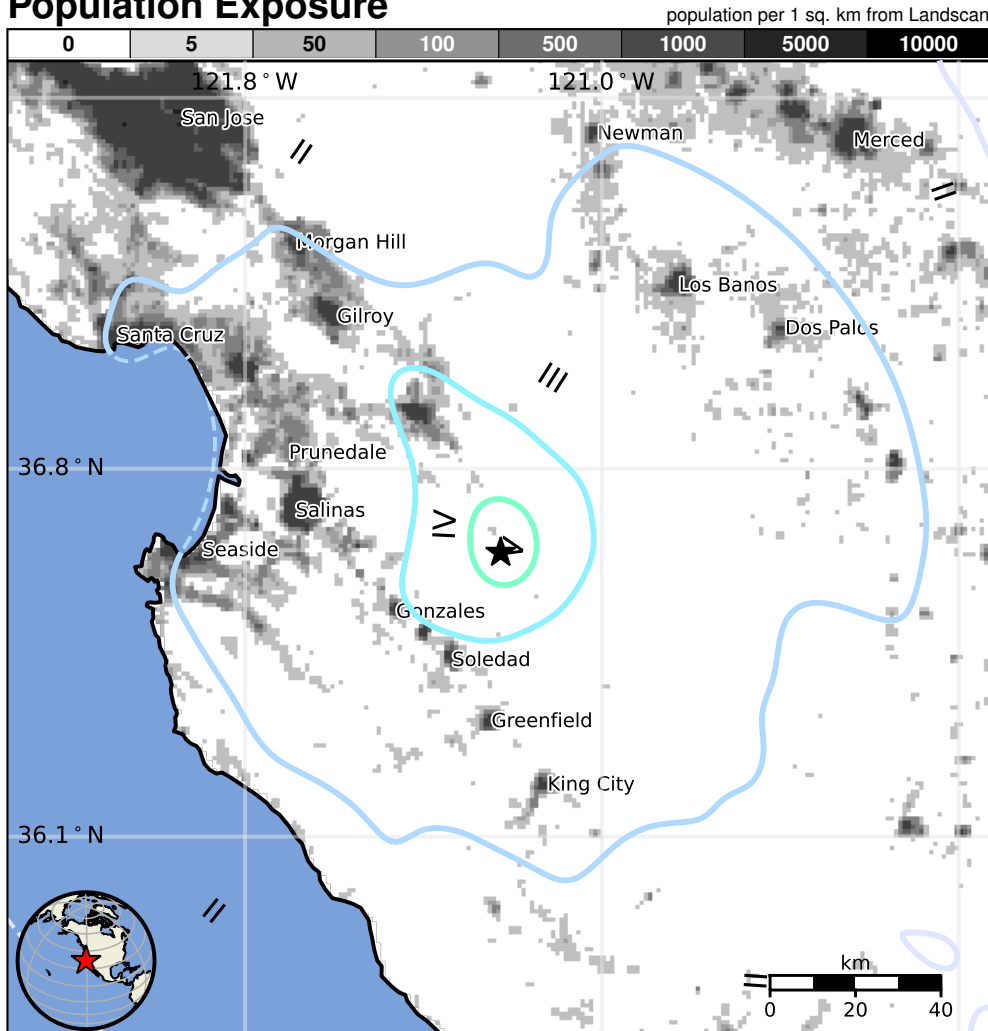 Population Exposure
population per 1 sq. km from Landscan
0 5 50 100 500 1000 5000 10000
121.8°W 121.0°W
San Jose
Newman
Merced
II
II
Morgan Hill
Los Banos
Gilroy
Dos Palos
Santa Cruz
III
Prunedale
36.8°N
Salinas
IV
Seaside
V
Gonzales
Soledad
Greenfield
King City
36.1°N
II
km
II
0 20 40